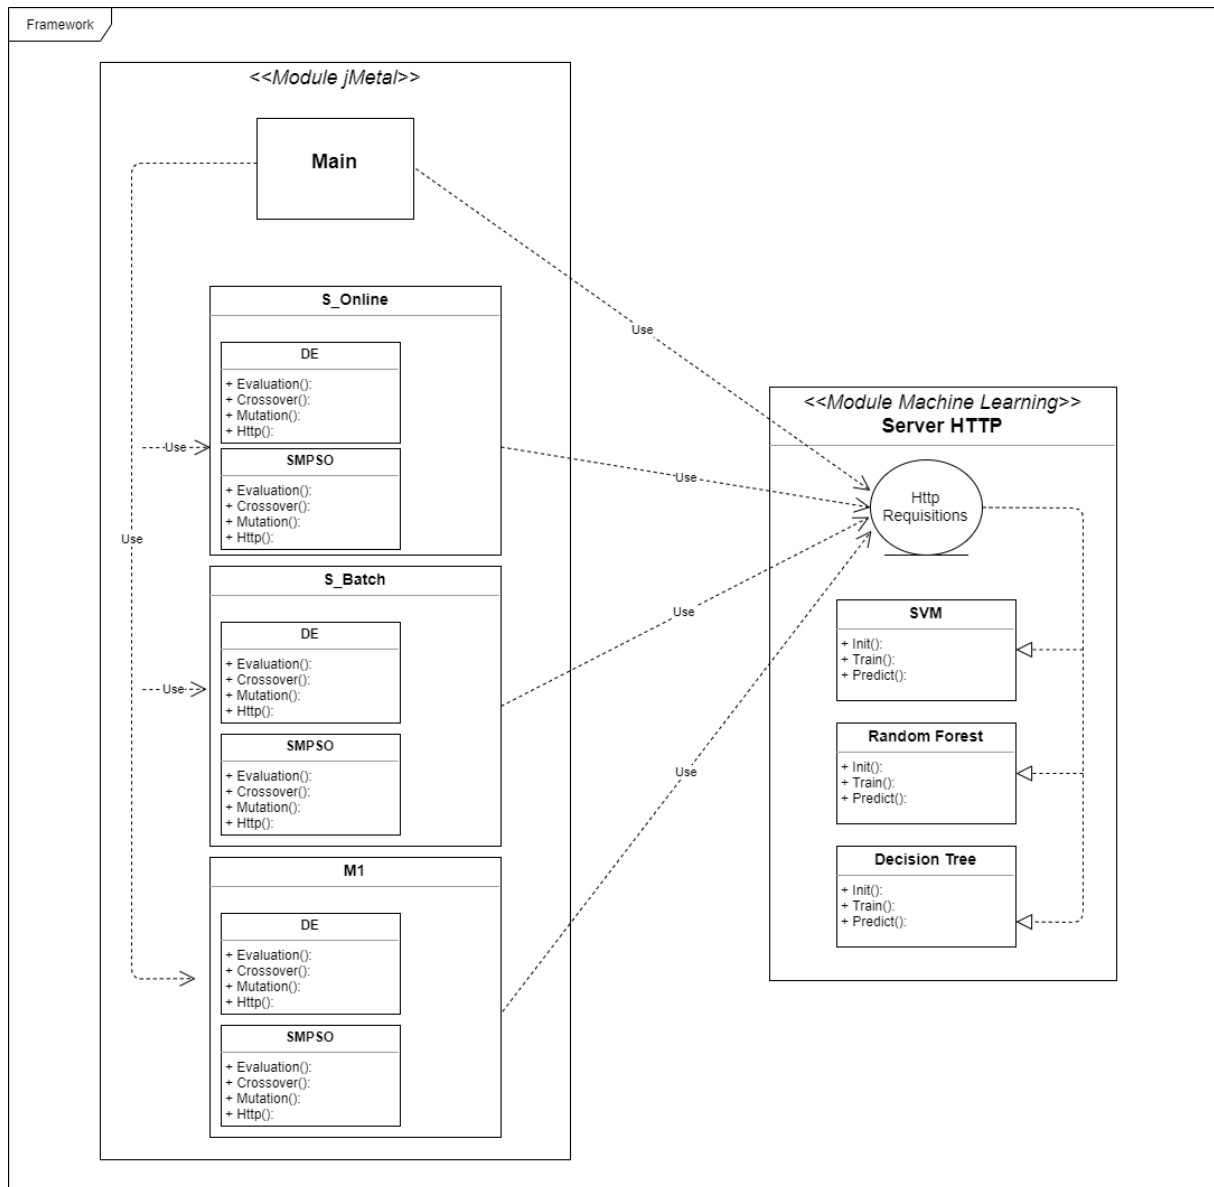 Framework
<<Module jMetal>>
Main
Use
S_Online
DE
+ Evaluation():
+ Crossover():
+ Mutation():
+ Http():
Use
SMPSO
+ Evaluation():
+ Crossover():
+ Mutation():
+ Http():
Use
Use
S_Batch
DE
+ Evaluation():
+ Crossover():
+ Mutation():
+ Http():
Use
SMPSO
+ Evaluation():
+ Crossover():
+ Mutation():
+ Http():
Use
M1
DE
+ Evaluation():
+ Crossover():
+ Mutation():
+ Http():
SMPSO
+ Evaluation():
+ Crossover():
+ Mutation():
+ Http():
Use
<<Module Machine Learning>>
Server HTTP
Http
Requisitions
SVM
+ Init():
+ Train():
+ Predict():
Random Forest
+ Init():
+ Train():
+ Predict():
Decision Tree
+ Init():
+ Train():
+ Predict():